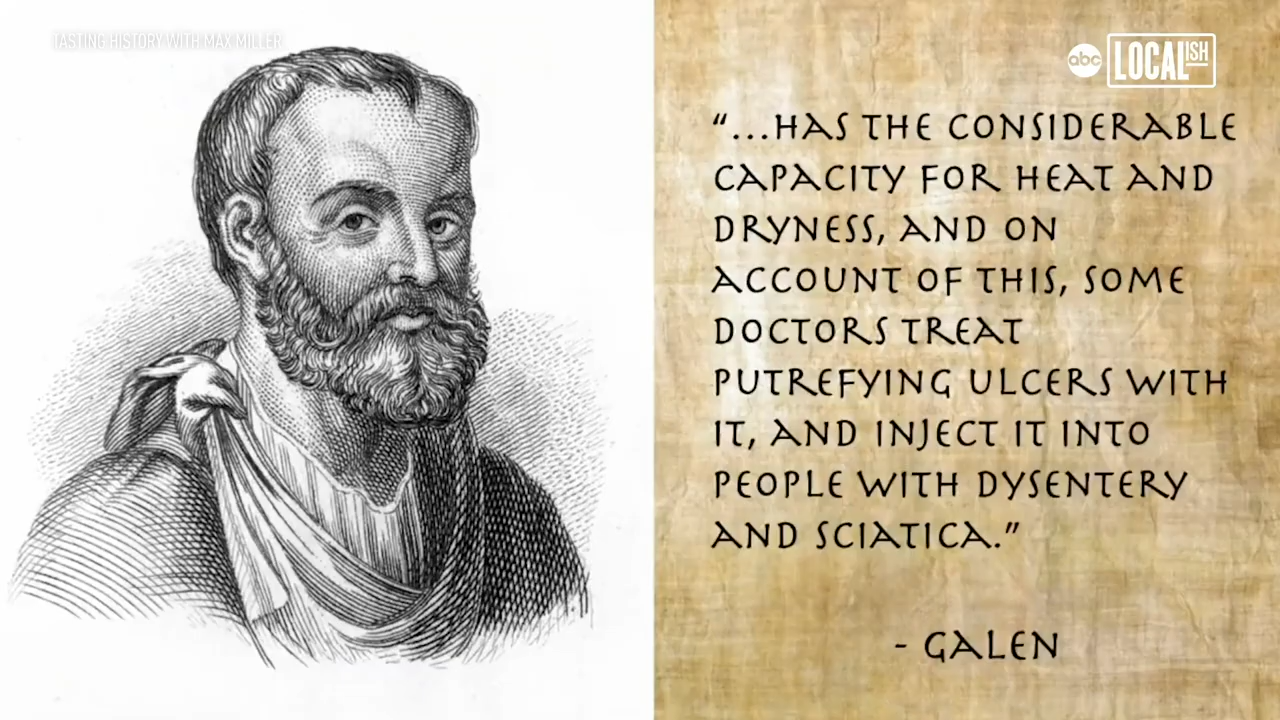 TASTING HISTORY WITH MAX MILLER
abc LOCALISH
“...HAS THE CONSIDERABLE
CAPACITY FOR HEAT AND
DRYNESS, AND ON
ACCOUNT OF THIS, SOME
DOCTORS TREAT
PUTREFYING ULCERS WITH
IT, AND INJECT IT INTO
PEOPLE WITH DYSENTERY
AND SCIATICA.”
- GALEN